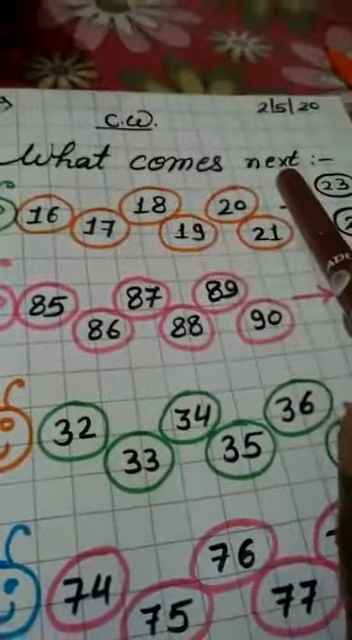 C.W.
2/5/20
What comes next :-
16 17 18 19 20 21 23
85 86 87 88 89 90
32 33 34 35 36
74 75 76 77